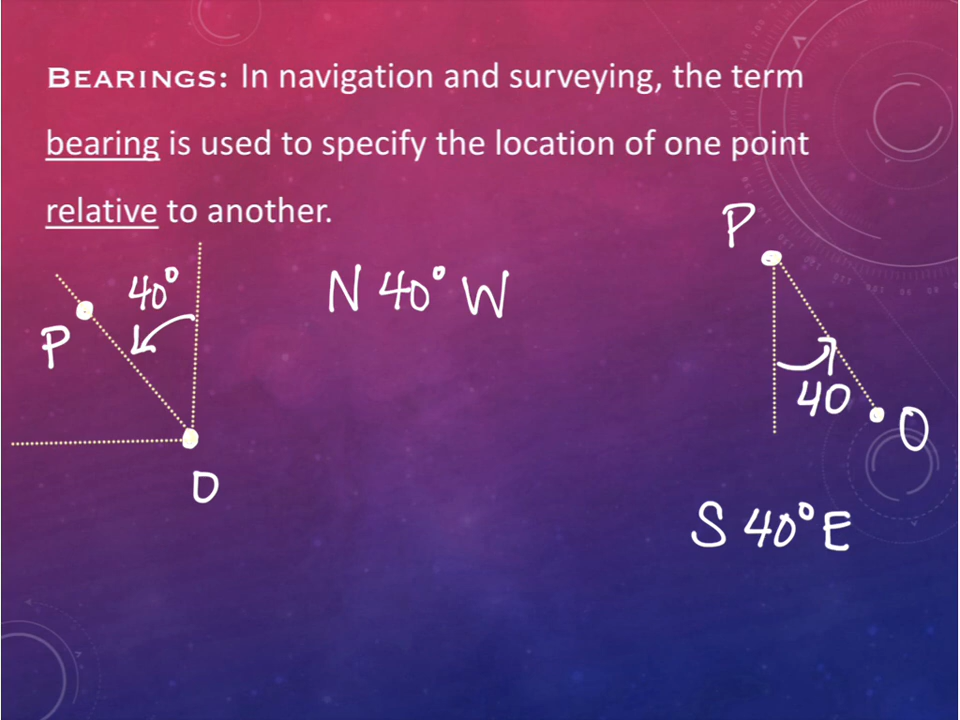 BEARINGS: In navigation and surveying, the term
bearing is used to specify the location of one point
relative to another.
40°
P
O
N 40° W
P
40
O
S 40° E